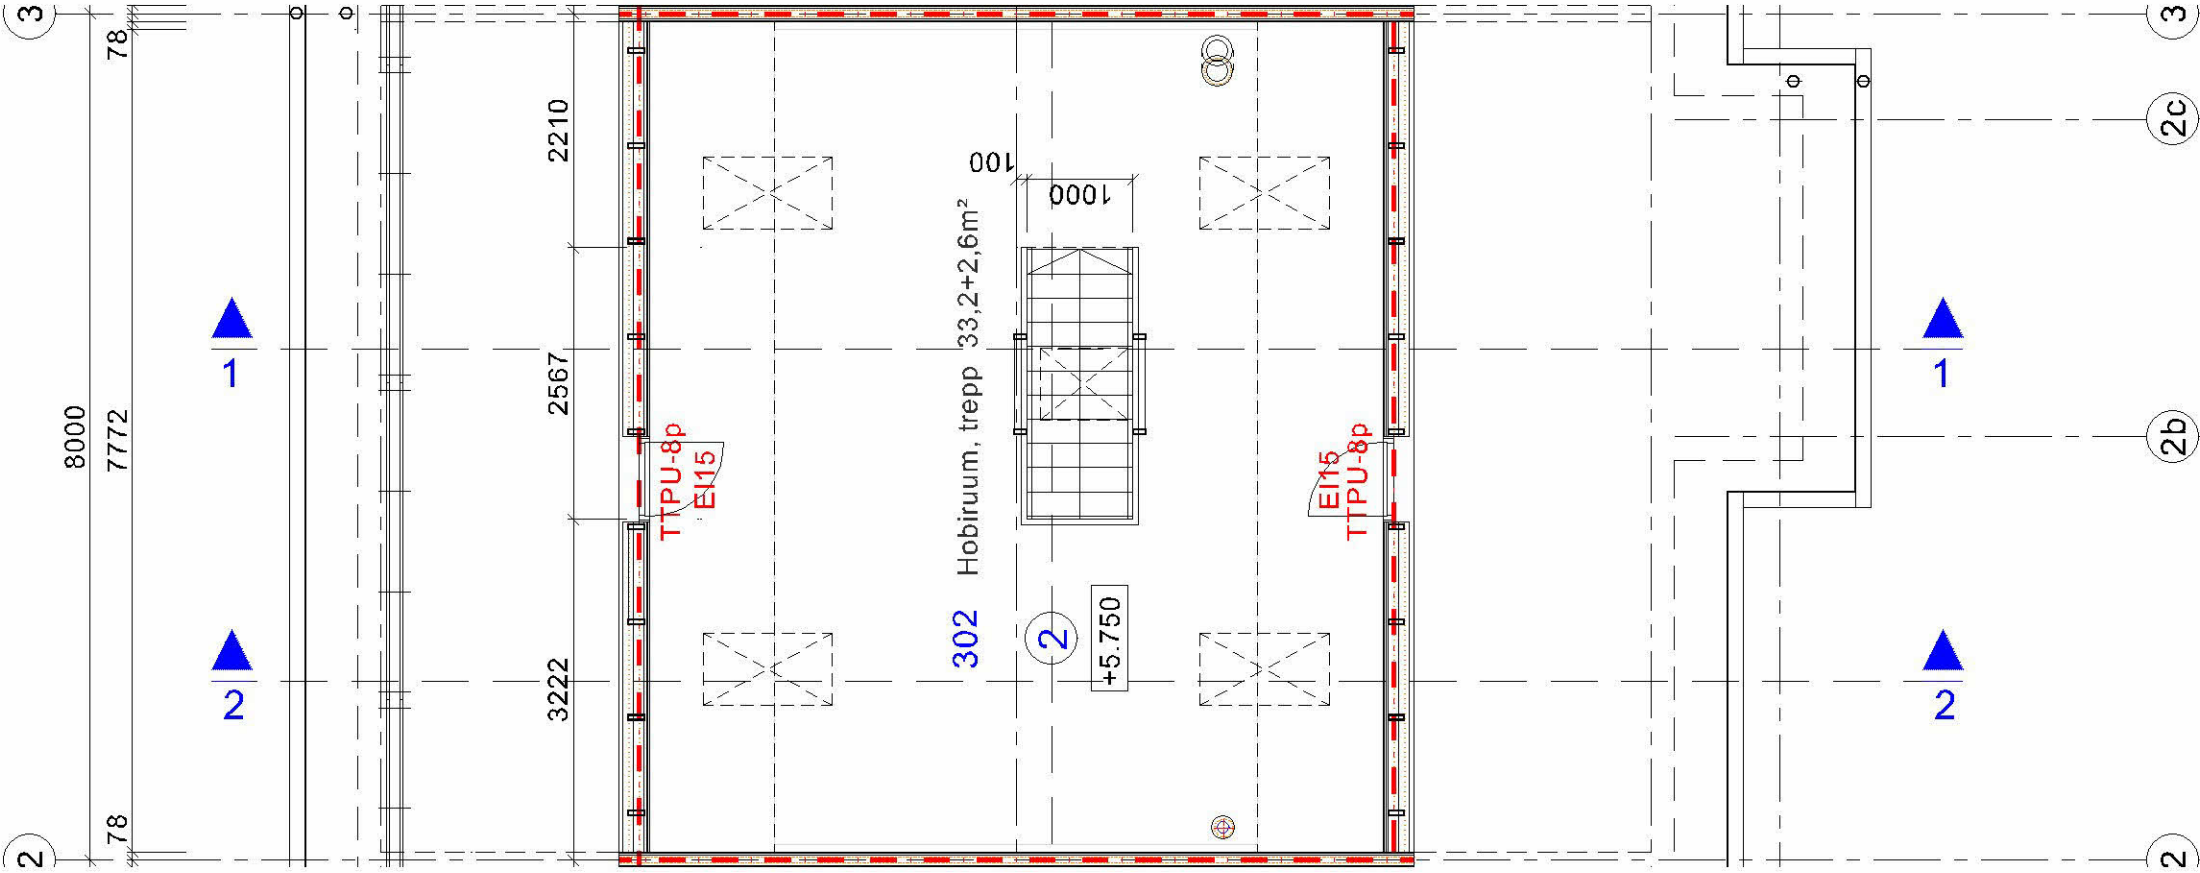 3
78
8000
7772
78
2
1
2
2210
2567
3222
TTPU-8p
EI15
Hobiruum, trepp 33,2+2,6m²
302
100
1000
2
+5.750
EI15
TTPU-8p
1
2
3
2c
2b
2